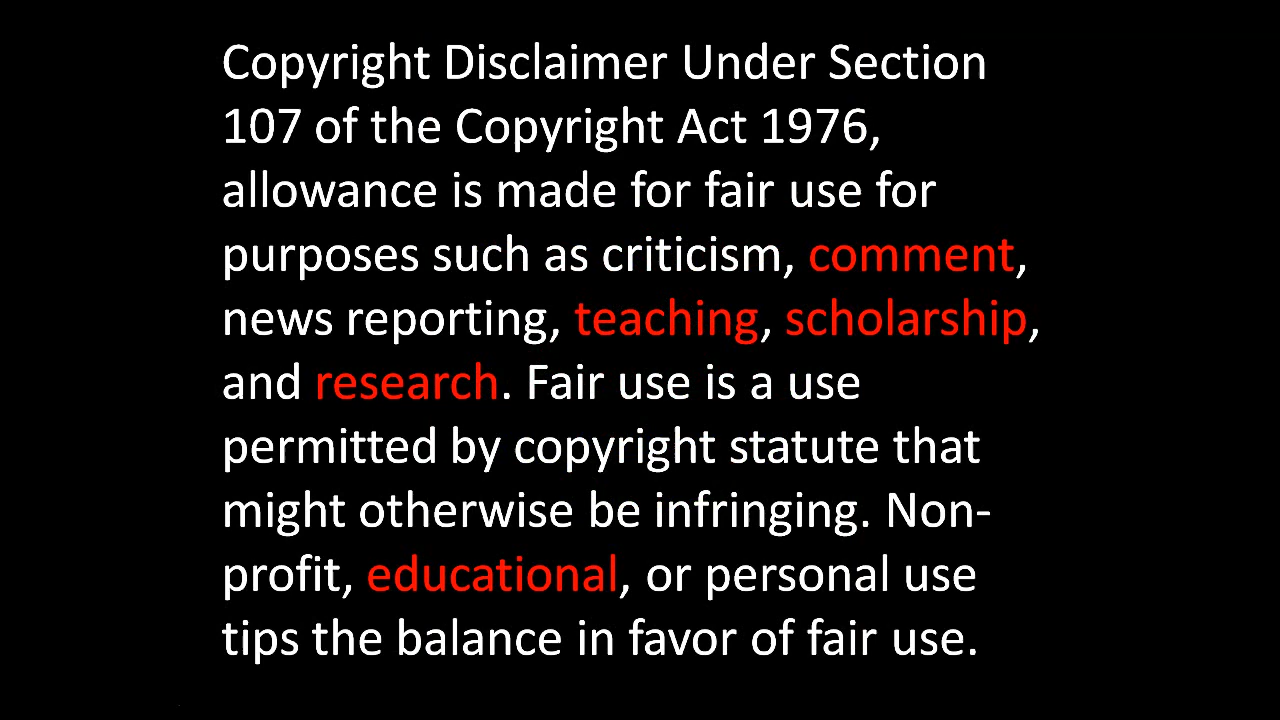 Copyright Disclaimer Under Section
107 of the Copyright Act 1976,
allowance is made for fair use for
purposes such as criticism, comment,
news reporting, teaching, scholarship,
and research. Fair use is a use
permitted by copyright statute that
might otherwise be infringing. Non-
profit, educational, or personal use
tips the balance in favor of fair use.